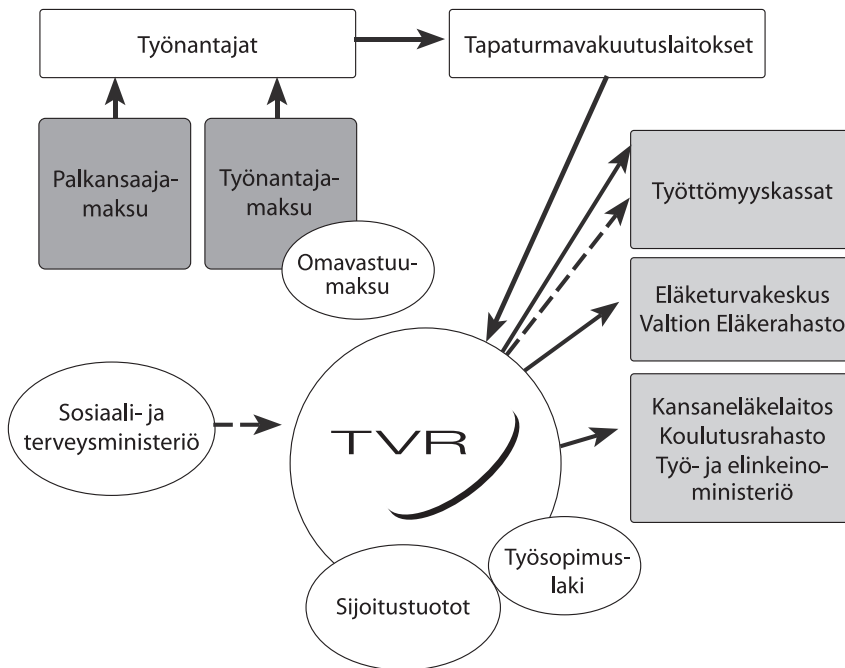 Työnantajat
Tapaturmavakuutuslaitokset
Palkansaaja-
maksu
Työnantaja-
maksu
Omavastuu-
maksu
Työttömyyskassat
Eläketurvakeskus
Valtion Eläkerahasto
Sosiaali- ja
terveysministeriö
TVR
Kansaneläkelaitos
Koulutusrahasto
Työ- ja elinkeino-
ministeriö
Työsopimus-
laki
Sijoitustuotot